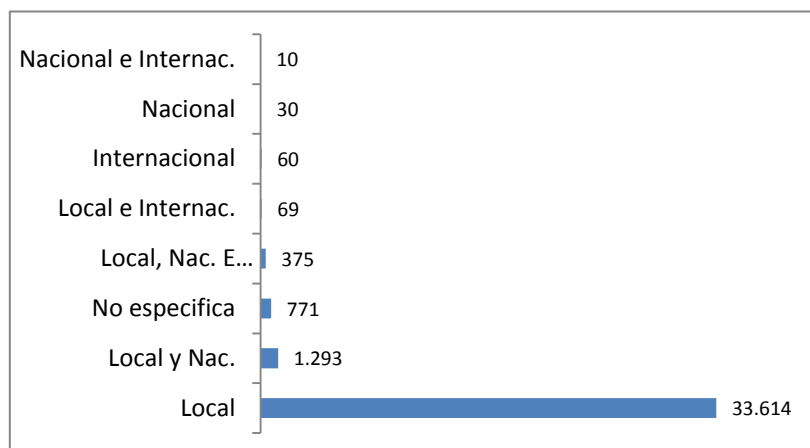 Nacional e Internac. 10
Nacional 30
Internacional 60
Local e Internac. 69
Local, Nac. E... 375
No especifica 771
Local y Nac. 1.293
Local 33.614